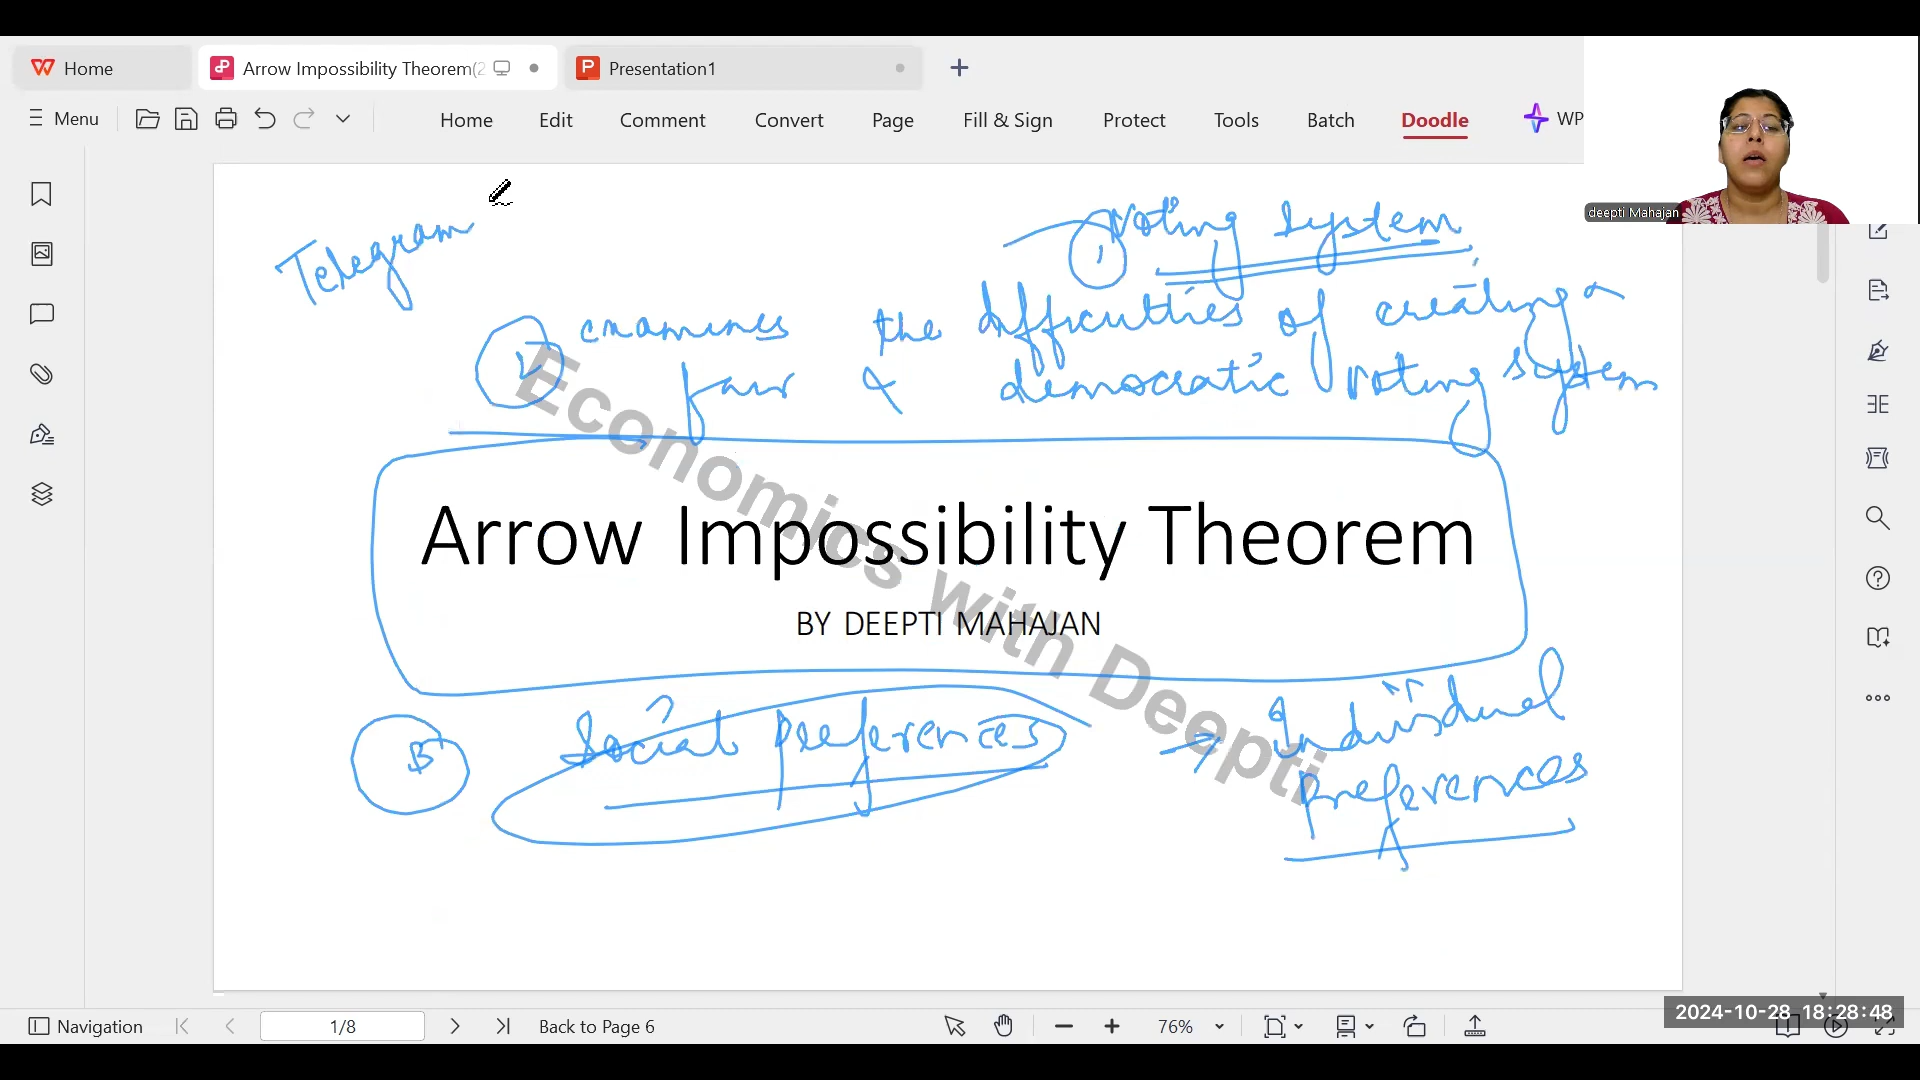 Home
Arrow Impossibility Theorem(2
Presentation1
Menu
Home Edit Comment Convert Page Fill & Sign Protect Tools Batch Doodle WP
deepti Mahajan
Telegram
1 Voting System
examines the difficulties of creating a
fair & democratic voting system
Economics with Deepti
Arrow Impossibility Theorem
BY DEEPTI MAHAJAN
Social preferences → Individual
preferences
Navigation 1/8 Back to Page 6 76%
2024-10-28 18:28:48